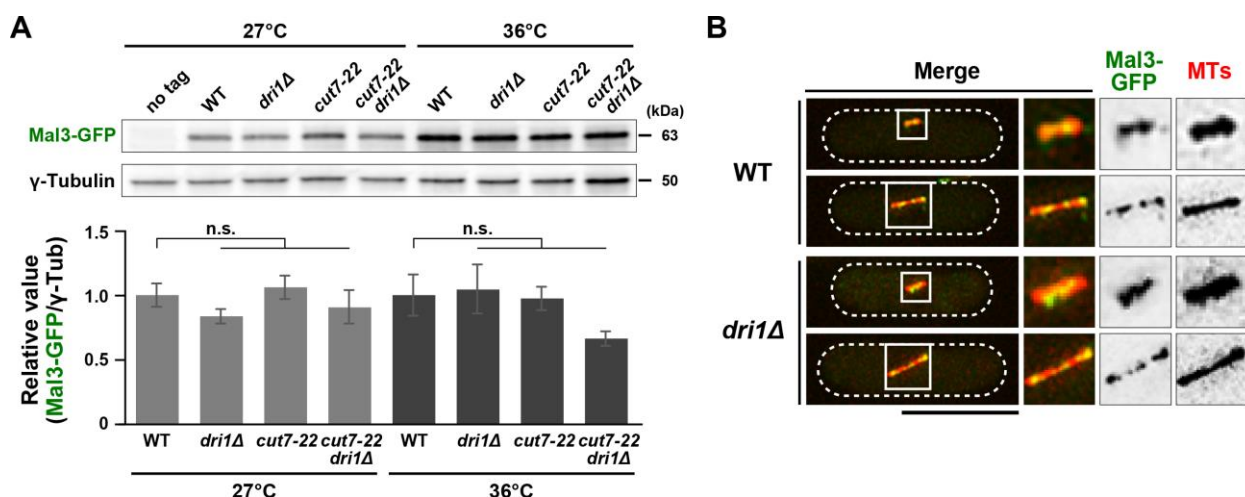 A
27°C
36°C
no tag
WT
dri1Δ
cut7-22
cut7-22
dri1Δ
WT
dri1Δ
cut7-22
cut7-22
dri1Δ
(kDa)
Mal3-GFP
63
γ-Tubulin
50
Relative value
(Mal3-GFP/γ-Tub)
1.5
1.0
0.5
0
n.s.
n.s.
WT
dri1Δ
cut7-22
cut7-22
dri1Δ
WT
dri1Δ
cut7-22
cut7-22
dri1Δ
27°C
36°C
B
Merge
Mal3-
GFP
MTs
WT
dri1Δ